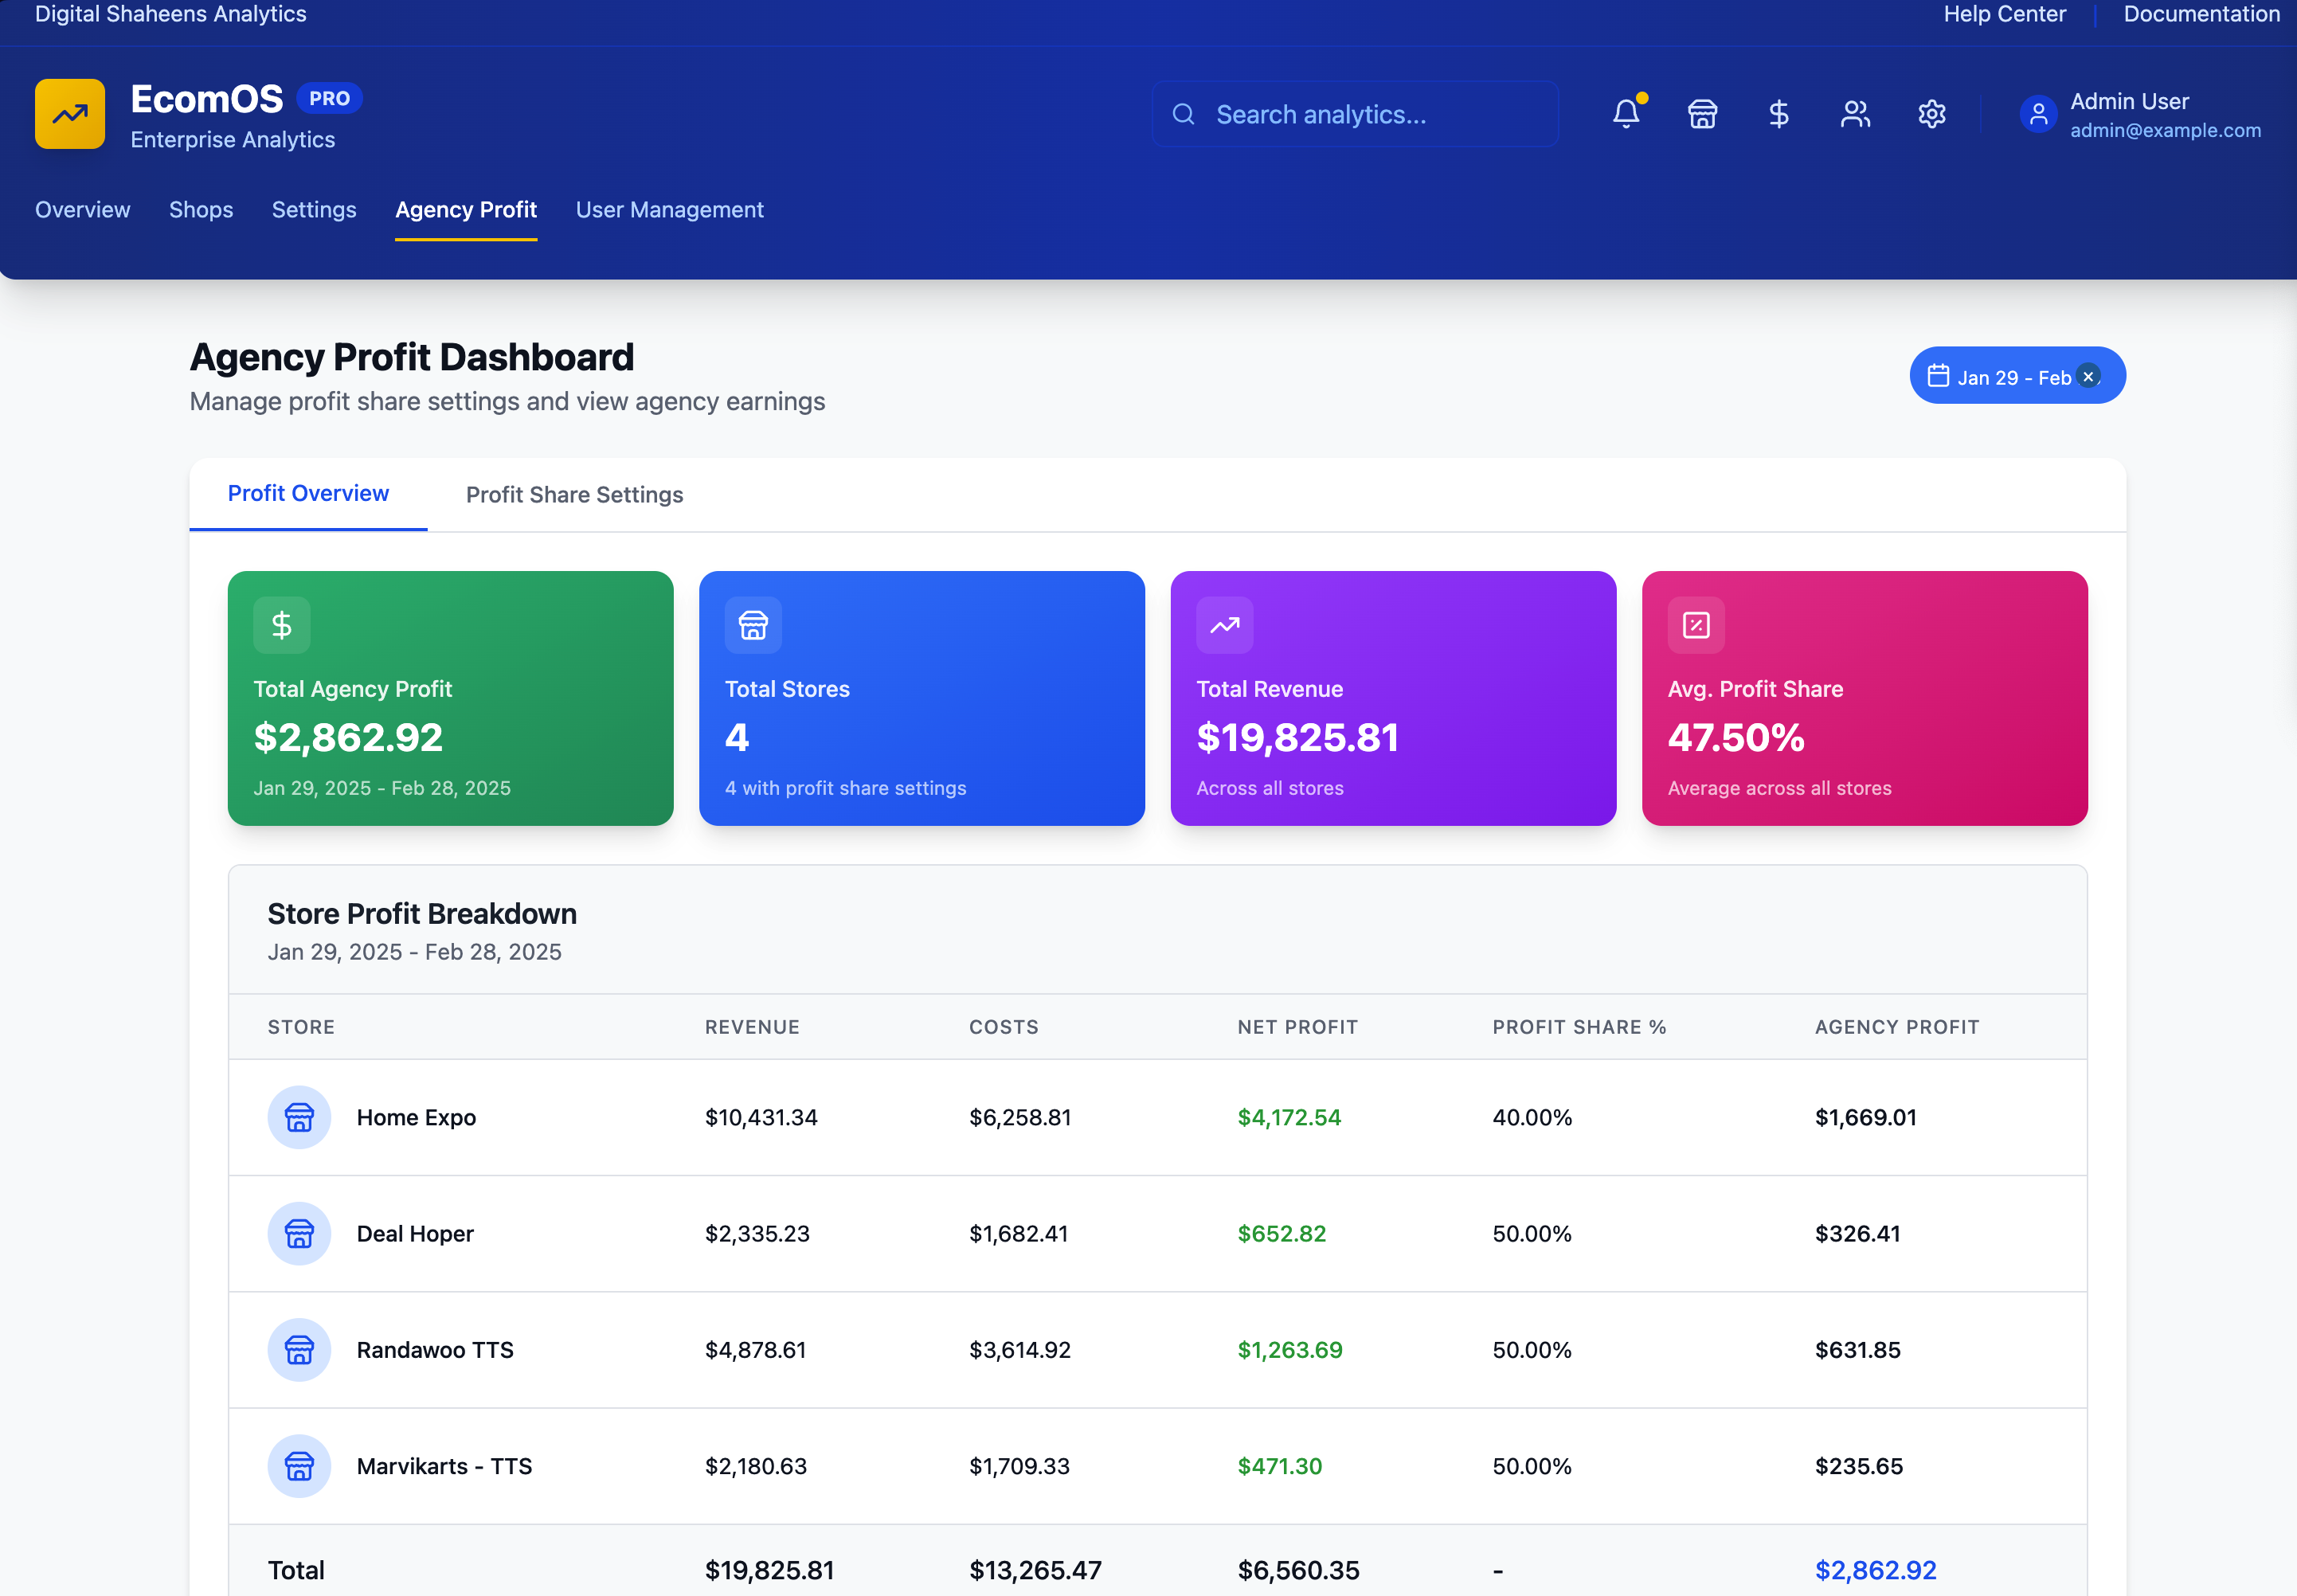 Digital Shaheens Analytics
Help Center
Documentation
EcomOS PRO
Enterprise Analytics
Search analytics...
Admin User
admin@example.com
Overview Shops Settings Agency Profit User Management
Agency Profit Dashboard
Manage profit share settings and view agency earnings
Jan 29 - Feb
Profit Overview Profit Share Settings
Total Agency Profit
$2,862.92
Jan 29, 2025 - Feb 28, 2025
Total Stores
4
4 with profit share settings
Total Revenue
$19,825.81
Across all stores
Avg. Profit Share
47.50%
Average across all stores
Store Profit Breakdown
Jan 29, 2025 - Feb 28, 2025
STORE REVENUE COSTS NET PROFIT PROFIT SHARE % AGENCY PROFIT
Home Expo $10,431.34 $6,258.81 $4,172.54 40.00% $1,669.01
Deal Hoper $2,335.23 $1,682.41 $652.82 50.00% $326.41
Randawoo TTS $4,878.61 $3,614.92 $1,263.69 50.00% $631.85
Marvikarts - TTS $2,180.63 $1,709.33 $471.30 50.00% $235.65
Total $19,825.81 $13,265.47 $6,560.35 - $2,862.92